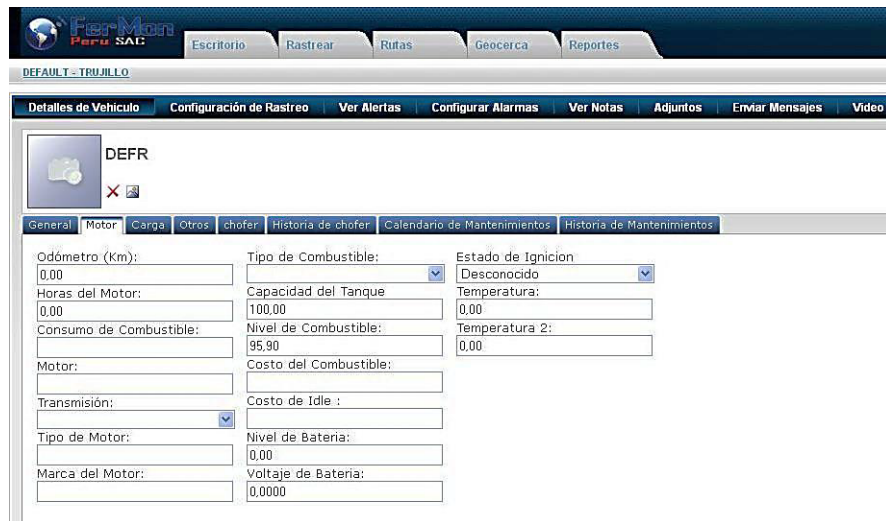 FerMon
Peru SAC
Escritorio Rastrear Rutas Geocerca Reportes
DEFAULT - TRUJILLO
Detalles de Vehiculo Configuración de Rastreo Ver Alertas Configurar Alarmas Ver Notas Adjuntos Enviar Mensajes Video
DEFR
General Motor Carga Otros chofer Historia de chofer Calendario de Mantenimientos Historia de Mantenimientos
Odómetro (Km): Tipo de Combustible: Estado de Ignicion
0,00 Desconocido
Horas del Motor: Capacidad del Tanque Temperatura:
0,00 100,00 0,00
Consumo de Combustible: Nivel de Combustible: Temperatura 2:
95,90 0,00
Motor: Costo del Combustible:
Transmisión: Costo de Idle :
Tipo de Motor: Nivel de Bateria:
0,00
Marca del Motor: Voltaje de Bateria:
0,0000